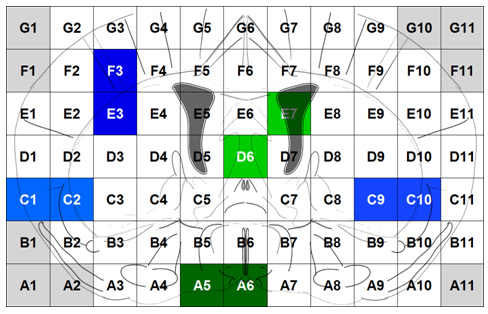 G1 G2 G3 G4 G5 G6 G7 G8 G9 G10 G11
F1 F2 F3 F4 F5 F6 F7 F8 F9 F10 F11
E1 E2 E3 E4 E5 E6 E7 E8 E9 E10 E11
D1 D2 D3 D4 D5 D6 D7 D8 D9 D10 D11
C1 C2 C3 C4 C5 C7 C8 C9 C10 C11
B1 B2 B3 B4 B5 B6 B7 B8 B9 B10 B11
A1 A2 A3 A4 A5 A6 A7 A8 A9 A10 A11